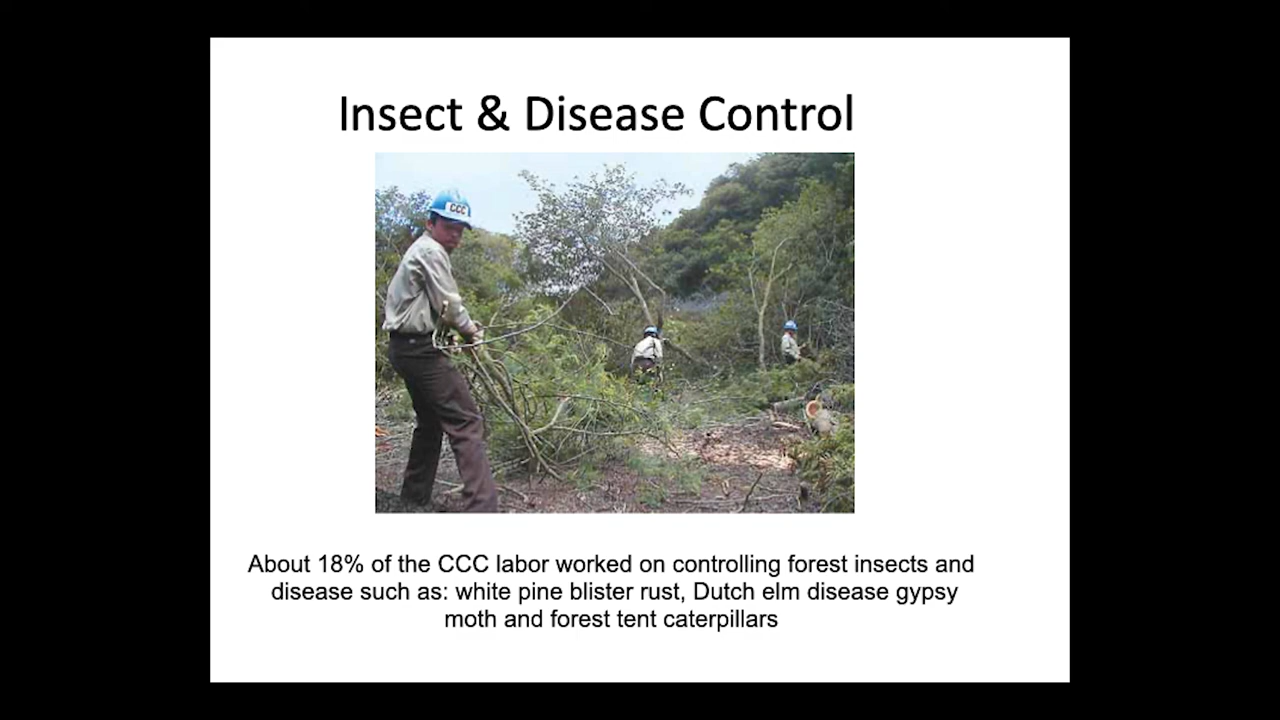 Insect & Disease Control
CCC
About 18% of the CCC labor worked on controlling forest insects and
disease such as: white pine blister rust, Dutch elm disease gypsy
moth and forest tent caterpillars